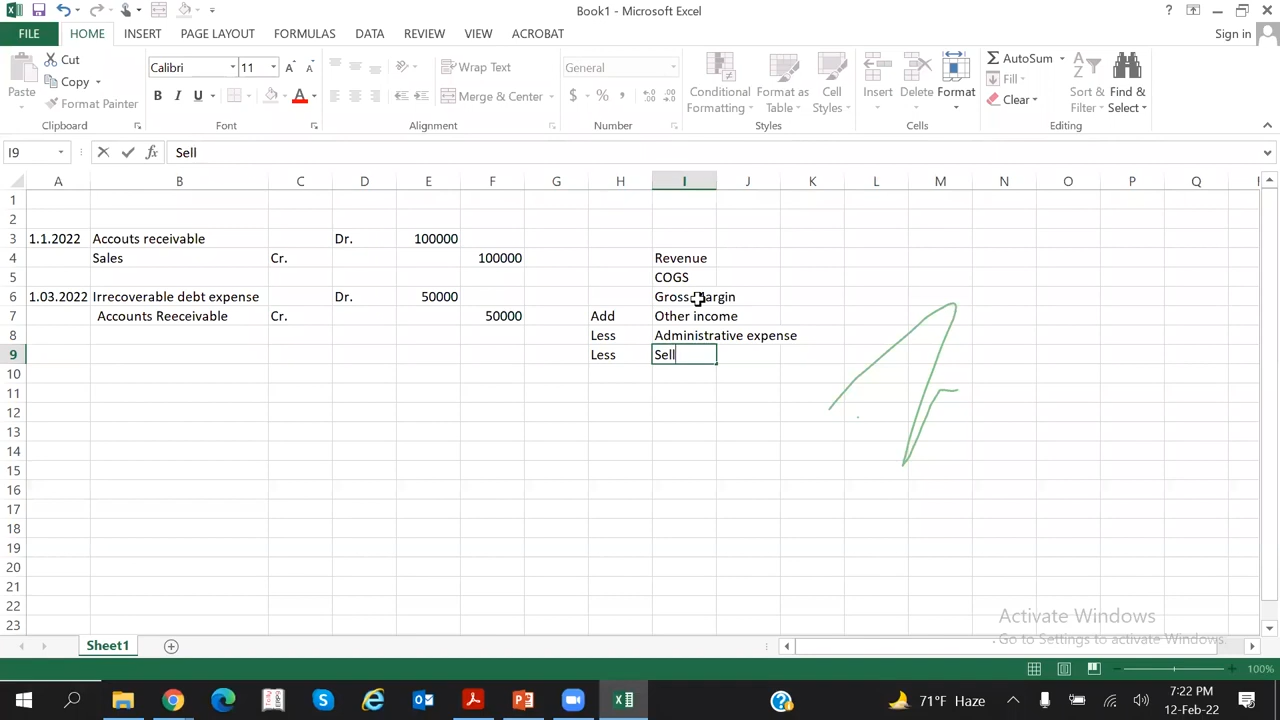 Book1 - Microsoft Excel
?
FILE HOME INSERT PAGE LAYOUT FORMULAS DATA REVIEW VIEW ACROBAT Sign in
Paste
Cut
Copy
Format Painter
Clipboard
Calibri 11
B I U
Font
Wrap Text
Merge & Center
Alignment
General
$ % ,
Number
Conditional Formatting
Format as Table
Cell Styles
Styles
Insert Delete Format
Cells
AutoSum
Fill
Clear
Sort & Filter
Find & Select
Editing
I9 fx Sell
A B C D E F G H I J K L M N O P Q
1
2
3 1.1.2022 Accouts receivable Dr. 100000
4 Sales Cr. 100000 Revenue
5 COGS
6 1.03.2022 Irrecoverable debt expense Dr. 50000 Gross margin
7 Accounts Reeceivable Cr. 50000 Add Other income
8 Less Administrative expense
9 Less Sell
10
11
12
13
14
15
16
17
18
19
20
21
22
23
Activate Windows
Go to Settings to activate Windows.
Sheet1
100%
71°F Haze
7:22 PM
12-Feb-22